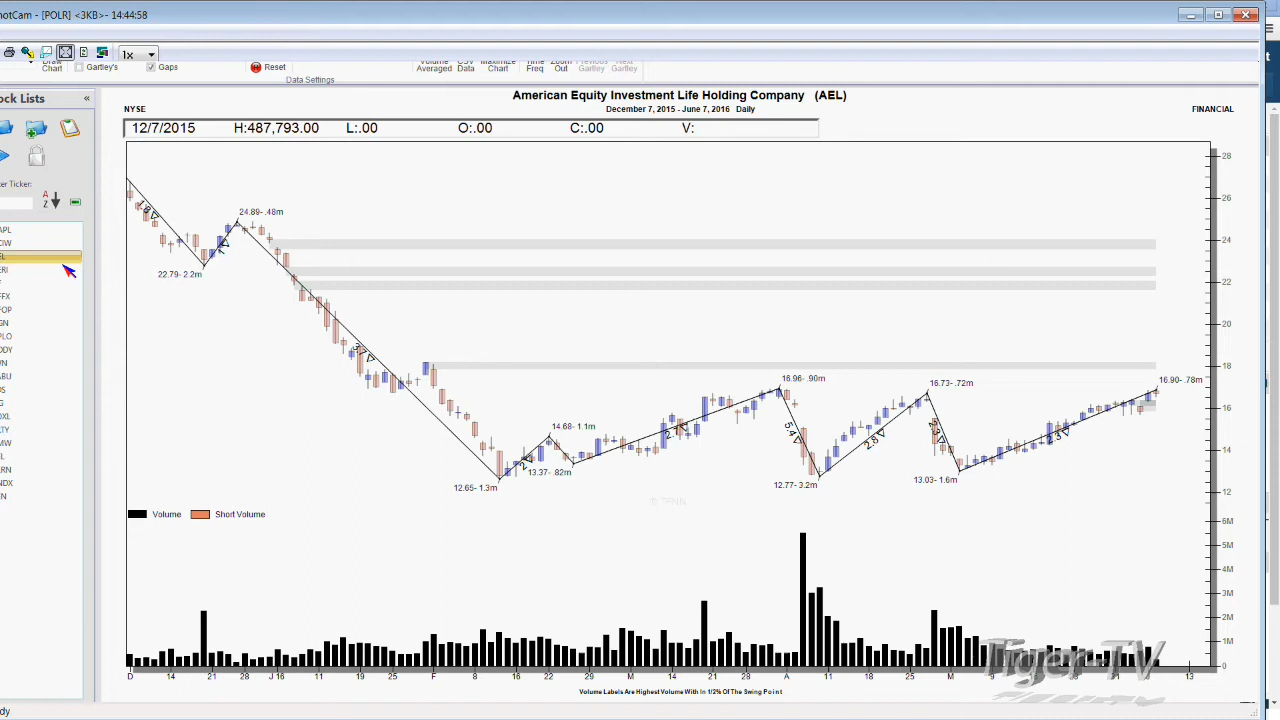 notCam - [POLR] <3KB>- 14:44:58
1x
Draw Gartley's Gaps Reset Volume CSV Maximize Time Zoom Previous Next
Chart Averaged Data Chart Freq Out Gartley Gartley
Data Settings
ock Lists
ter Ticker:
American Equity Investment Life Holding Company (AEL)
NYSE December 7, 2015 - June 7, 2016 Daily FINANCIAL
12/7/2015 H:487,793.00 L:.00 O:.00 C:.00 V:
28
26
24
22
20
18
16
14
12
24.89- .48m
22.79- 2.2m
16.96- .90m
16.73- .72m
16.90- .78m
14.68- 1.1m
13.37- .82m
12.65- 1.3m
12.77- 3.2m
13.03- 1.6m
© TFNN
Volume Short Volume
6M
5M
4M
3M
2M
1M
0
D 14 21 28 J-16 11 19 25 F 8 16 22 29 M 14 21 28 A 11 18 25 M 13
Volume Labels Are Highest Volume With In 1/2% Of The Swing Point
Tiger-TV
dy